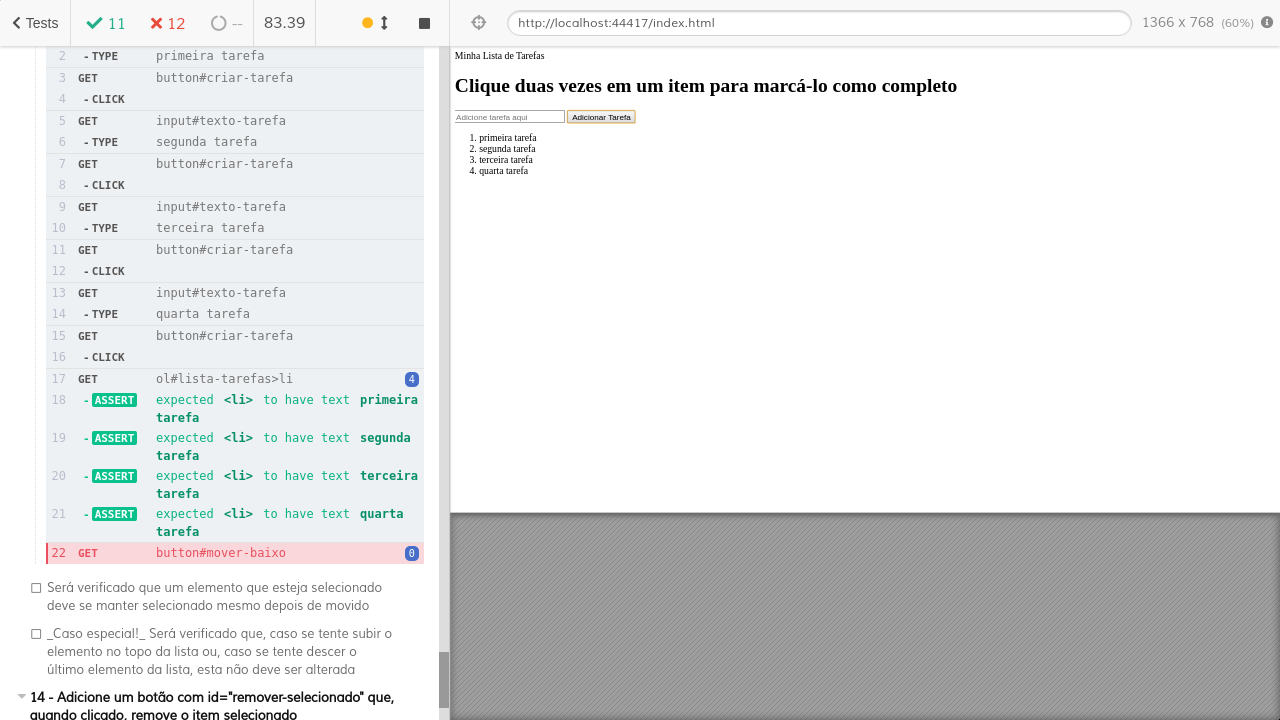 Tests 11 12 -- 83.39
2 - TYPE primeira tarefa
3 GET button#criar-tarefa
4 - CLICK
5 GET input#texto-tarefa
6 - TYPE segunda tarefa
7 GET button#criar-tarefa
8 - CLICK
9 GET input#texto-tarefa
10 - TYPE terceira tarefa
11 GET button#criar-tarefa
12 - CLICK
13 GET input#texto-tarefa
14 - TYPE quarta tarefa
15 GET button#criar-tarefa
16 - CLICK
17 GET ol#lista-tarefas>li 4
18 - ASSERT expected <li> to have text primeira
tarefa
19 - ASSERT expected <li> to have text segunda
tarefa
20 - ASSERT expected <li> to have text terceira
tarefa
21 - ASSERT expected <li> to have text quarta
tarefa
22 GET button#mover-baixo 0
Será verificado que um elemento que esteja selecionado
deve se manter selecionado mesmo depois de movido
_Caso especial!_ Será verificado que, caso se tente subir o
elemento no topo da lista ou, caso se tente descer o
último elemento da lista, esta não deve ser alterada
14 - Adicione um botão com id="remover-selecionado" que,
quando clicado, remove o item selecionado
http://localhost:44417/index.html
1366 x 768 (60%)
Minha Lista de Tarefas
Clique duas vezes em um item para marcá-lo como completo
Adicione tarefa aqui Adicionar Tarefa
1. primeira tarefa
2. segunda tarefa
3. terceira tarefa
4. quarta tarefa